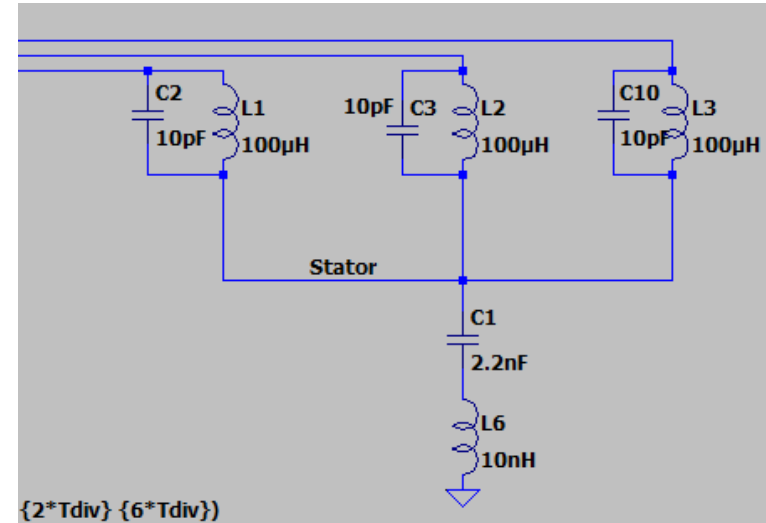 C2
L1
10pF
100µH
10pF
C3
L2
100µH
C10
L3
10pF
100µH
Stator
C1
2.2nF
L6
10nH
{2*Tdiv} {6*Tdiv})